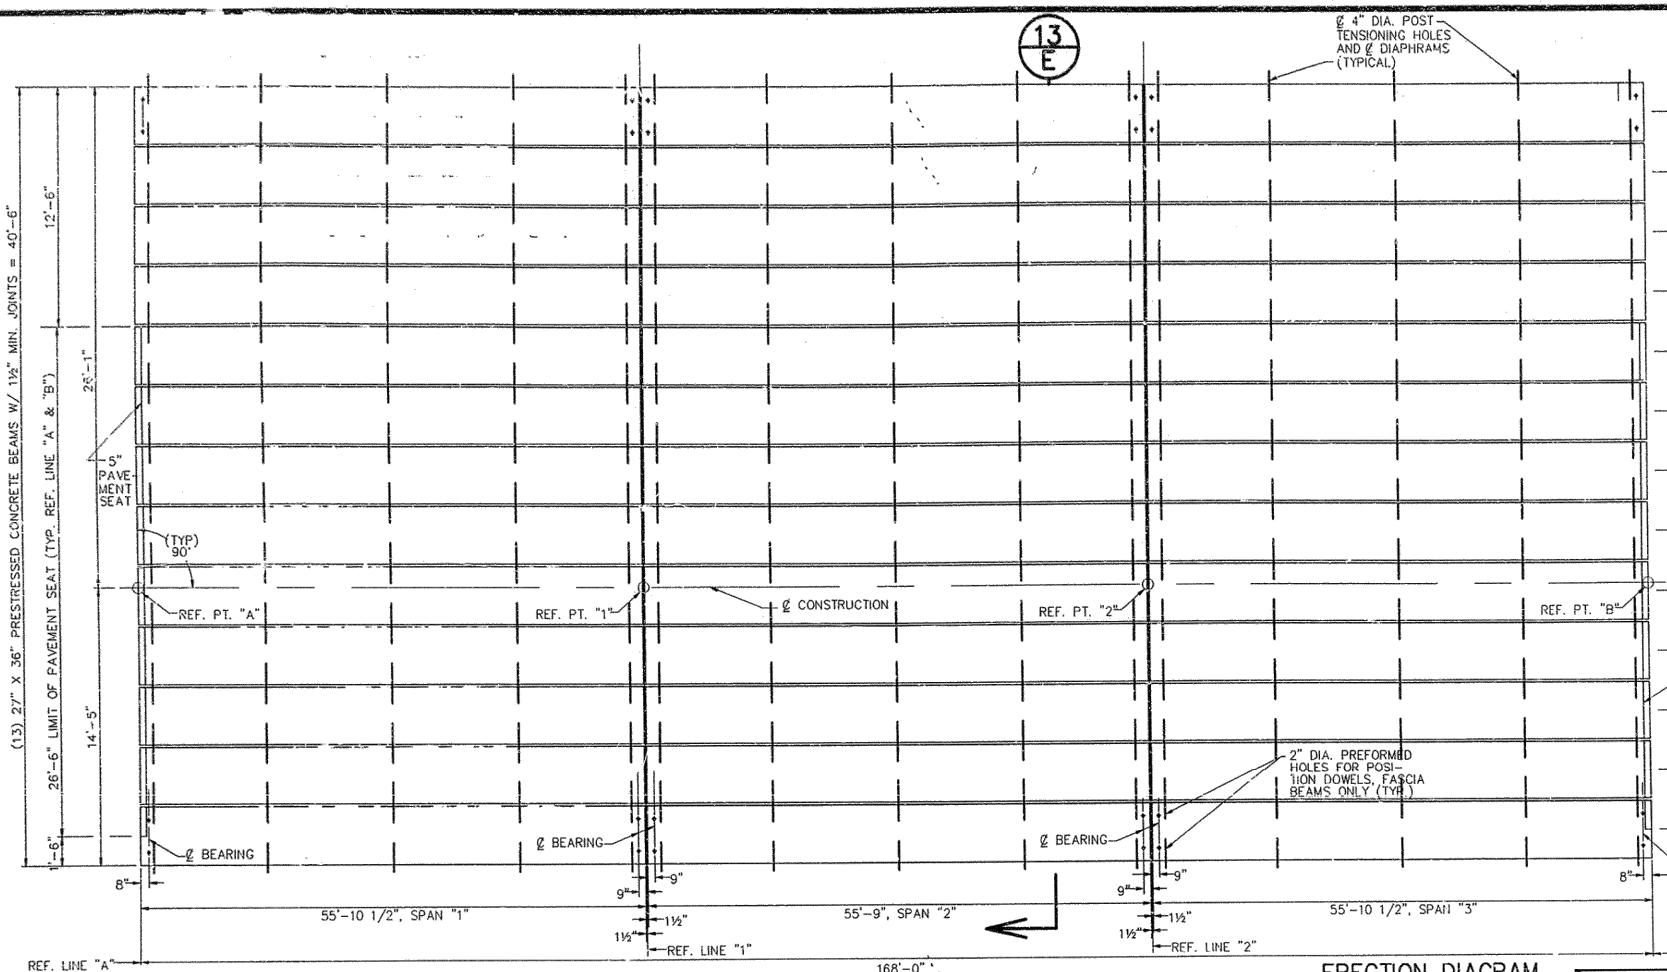 13
E
℄ 4" DIA. POST
TENSIONING HOLES
AND ℄ DIAPHRAMS
(TYPICAL)
(13) 27" X 36" PRESTRESSED CONCRETE BEAMS W/ 1½" MIN. JOINTS = 40'-6"
12'-6"
26'-6" LIMIT OF PAVEMENT SEAT (TYP. REF. LINE "A" & "B")
1'-6"
26'-1"
14'-5"
5"
PAVE-
MENT
SEAT
(TYP)
90°
REF. PT. "A"
REF. PT. "1"
℄ CONSTRUCTION
REF. PT. "2"
REF. PT. "B"
2" DIA. PREFORMED
HOLES FOR POSI-
TION DOWELS, FASCIA
BEAMS ONLY (TYP.)
℄ BEARING
℄ BEARING
℄ BEARING
8"
9"
9"
9"
9"
8"
55'-10 1/2", SPAN "1"
55'-9", SPAN "2"
55'-10 1/2", SPAN "3"
1½"
1½"
1½"
1½"
REF. LINE "1"
REF. LINE "2"
REF. LINE "A"
168'-0"
ERECTION DIAGRAM